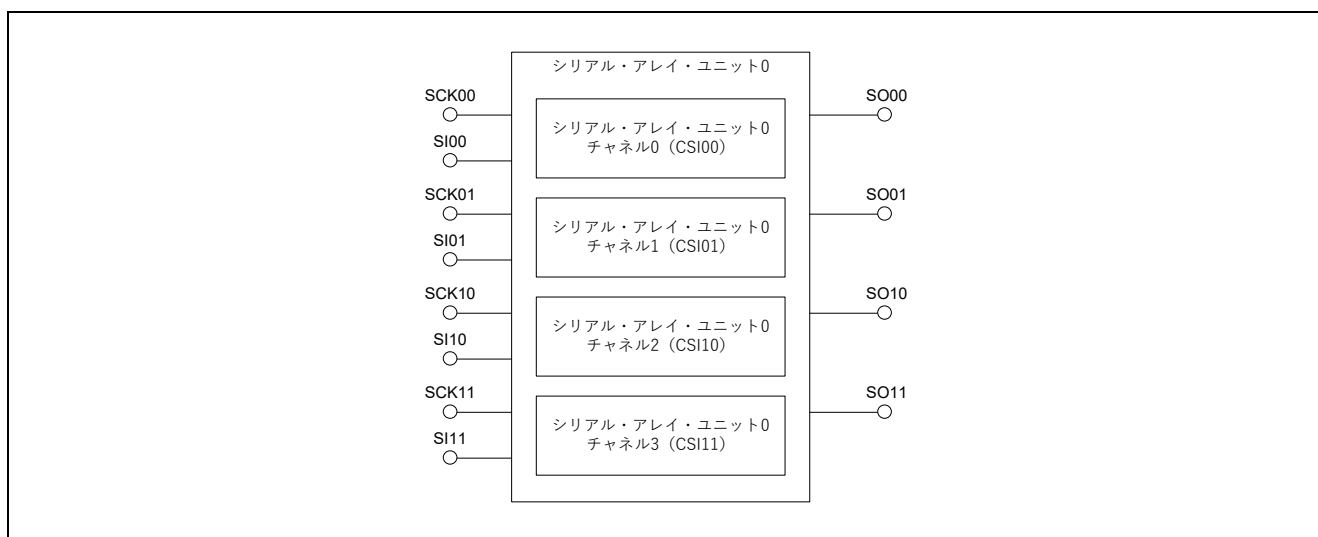 シリアル・アレイ・ユニット0
SCK00
SO00
シリアル・アレイ・ユニット0
チャネル0（CSI00）
SI00
SCK01
SO01
シリアル・アレイ・ユニット0
チャネル1（CSI01）
SI01
SCK10
SO10
シリアル・アレイ・ユニット0
チャネル2（CSI10）
SI10
SCK11
SO11
シリアル・アレイ・ユニット0
チャネル3（CSI11）
SI11